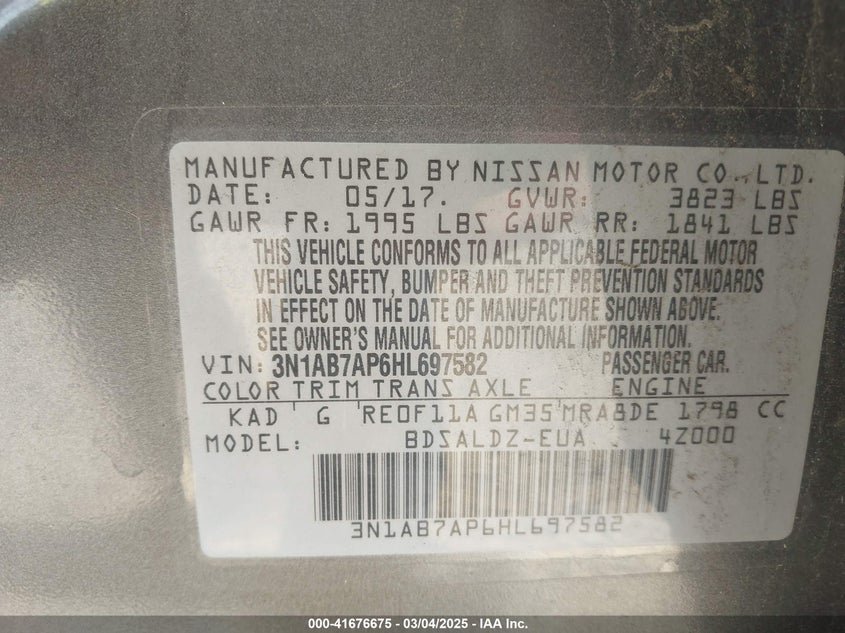 MANUFACTURED BY NISSAN MOTOR CO., LTD.
DATE: 05/17. GVWR: 3823 LBS
GAWR FR: 1995 LBS GAWR RR: 1841 LBS
THIS VEHICLE CONFORMS TO ALL APPLICABLE FEDERAL MOTOR
VEHICLE SAFETY, BUMPER AND THEFT PREVENTION STANDARDS
IN EFFECT ON THE DATE OF MANUFACTURE SHOWN ABOVE.
SEE OWNER'S MANUAL FOR ADDITIONAL INFORMATION.
VIN: 3N1AB7AP6HL697582 PASSENGER CAR.
COLOR TRIM TRANS AXLE ENGINE
KAD G RE0F11A GM35 MRA8DE 1798 CC
MODEL: BDSALDZ-EUA 4Z000
3N1AB7AP6HL697582
000-41676675 - 03/04/2025 - IAA Inc.